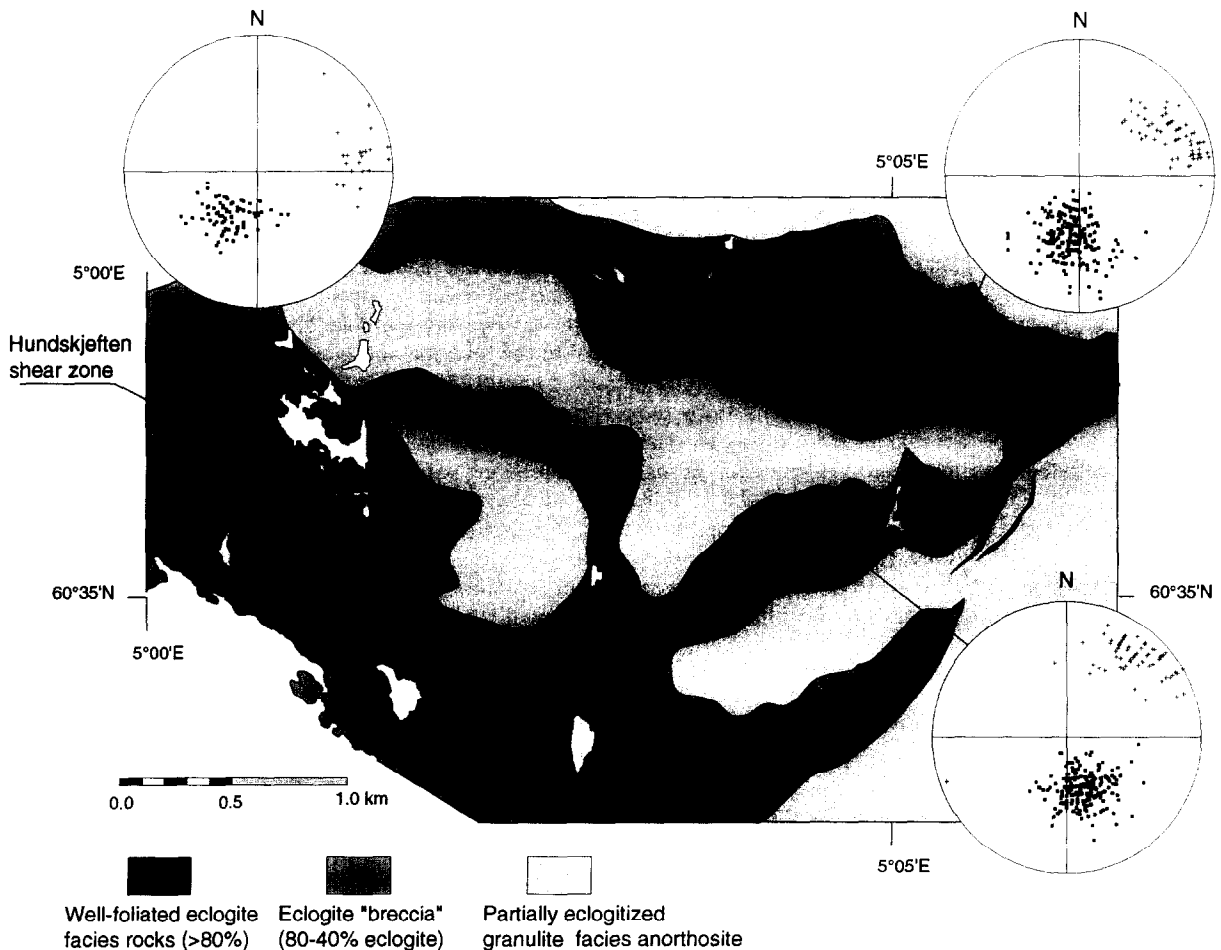 N
N
5°05'E
5°00'E
Hundskjeften
shear zone
60°35'N
5°00'E
N
60°35'N
0.0 0.5 1.0 km
5°05'E
Well-foliated eclogite
facies rocks (>80%)
Eclogite "breccia"
(80-40% eclogite)
Partially eclogitized
granulite facies anorthosite